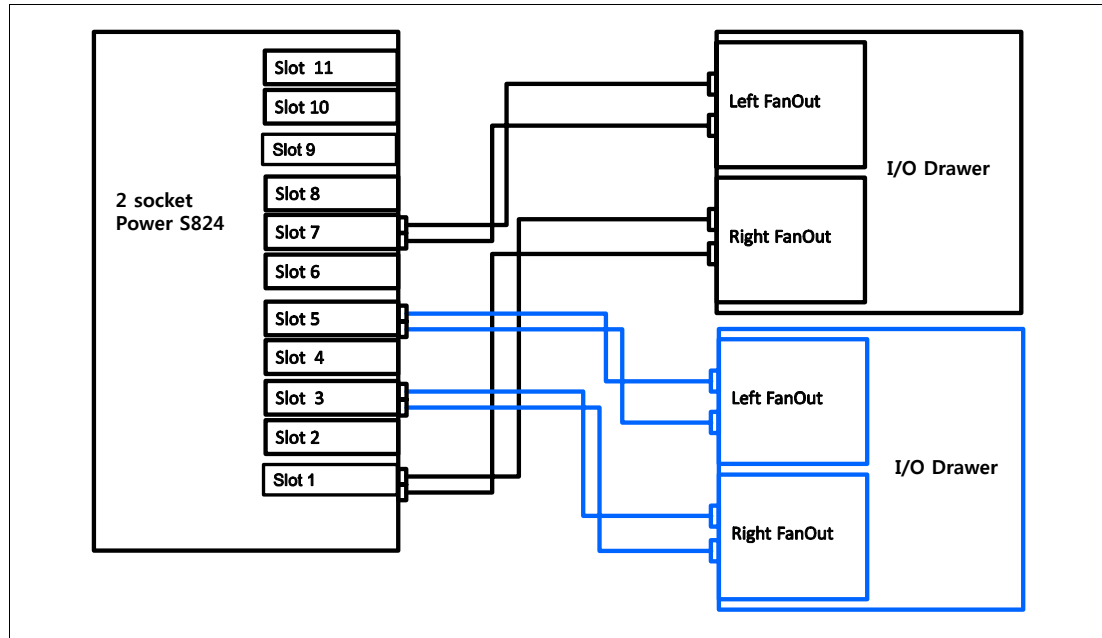 Slot 11
Slot 10
Slot 9
2 socket
Power S824
Slot 8
Slot 7
Slot 6
Slot 5
Slot 4
Slot 3
Slot 2
Slot 1
Left FanOut
I/O Drawer
Right FanOut
Left FanOut
I/O Drawer
Right FanOut